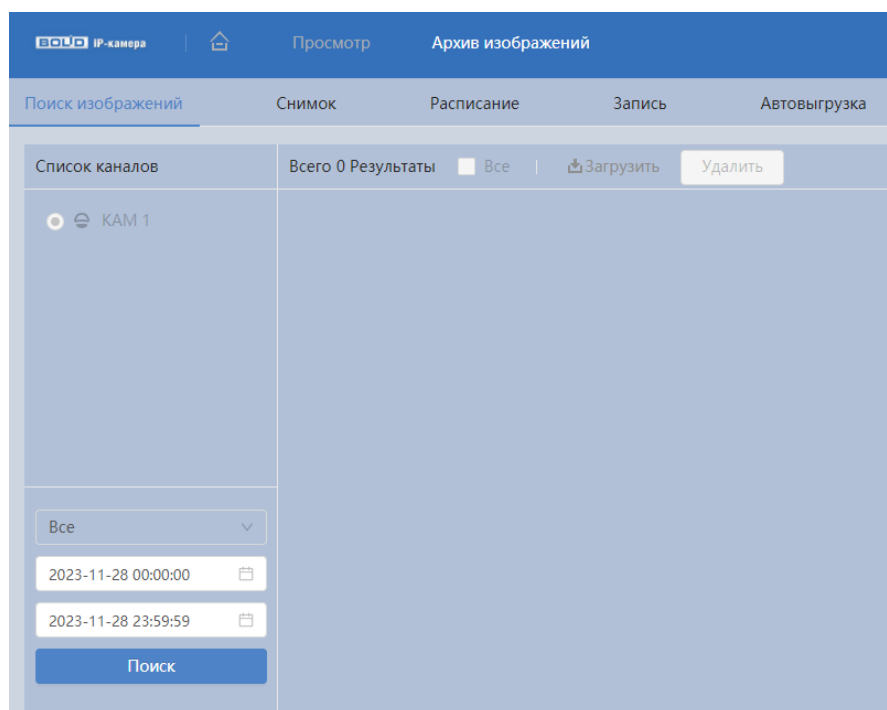 BOLID IP-камера Просмотр Архив изображений
Поиск изображений Снимок Расписание Запись Автовыгрузка
Список каналов Всего 0 Результаты Все Загрузить Удалить
КАМ 1
Все
2023-11-28 00:00:00
2023-11-28 23:59:59
Поиск